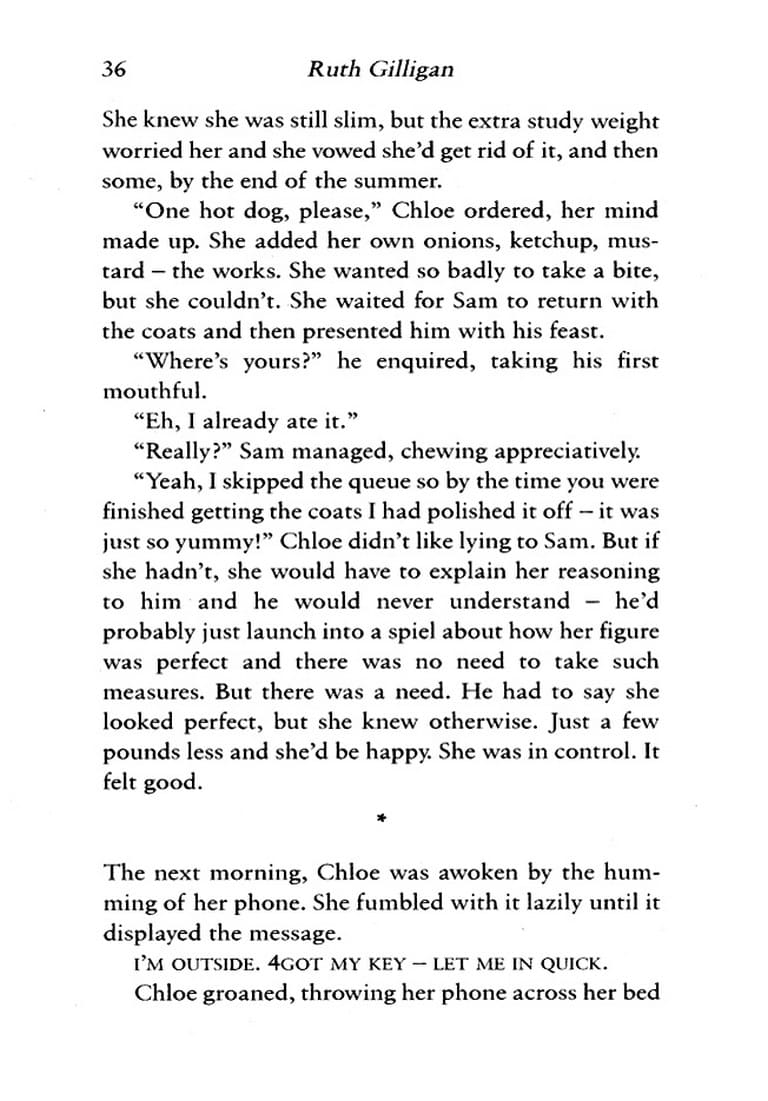 36 Ruth Gilligan
She knew she was still slim, but the extra study weight
worried her and she vowed she’d get rid of it, and then
some, by the end of the summer.
“One hot dog, please,” Chloe ordered, her mind
made up. She added her own onions, ketchup, mus-
tard – the works. She wanted so badly to take a bite,
but she couldn’t. She waited for Sam to return with
the coats and then presented him with his feast.
“Where’s yours?” he enquired, taking his first
mouthful.
“Eh, I already ate it.”
“Really?” Sam managed, chewing appreciatively.
“Yeah, I skipped the queue so by the time you were
finished getting the coats I had polished it off – it was
just so yummy!” Chloe didn’t like lying to Sam. But if
she hadn’t, she would have to explain her reasoning
to him and he would never understand – he’d
probably just launch into a spiel about how her figure
was perfect and there was no need to take such
measures. But there was a need. He had to say she
looked perfect, but she knew otherwise. Just a few
pounds less and she’d be happy. She was in control. It
felt good.
*
The next morning, Chloe was awoken by the hum-
ming of her phone. She fumbled with it lazily until it
displayed the message.
I’M OUTSIDE. 4GOT MY KEY – LET ME IN QUICK.
Chloe groaned, throwing her phone across her bed